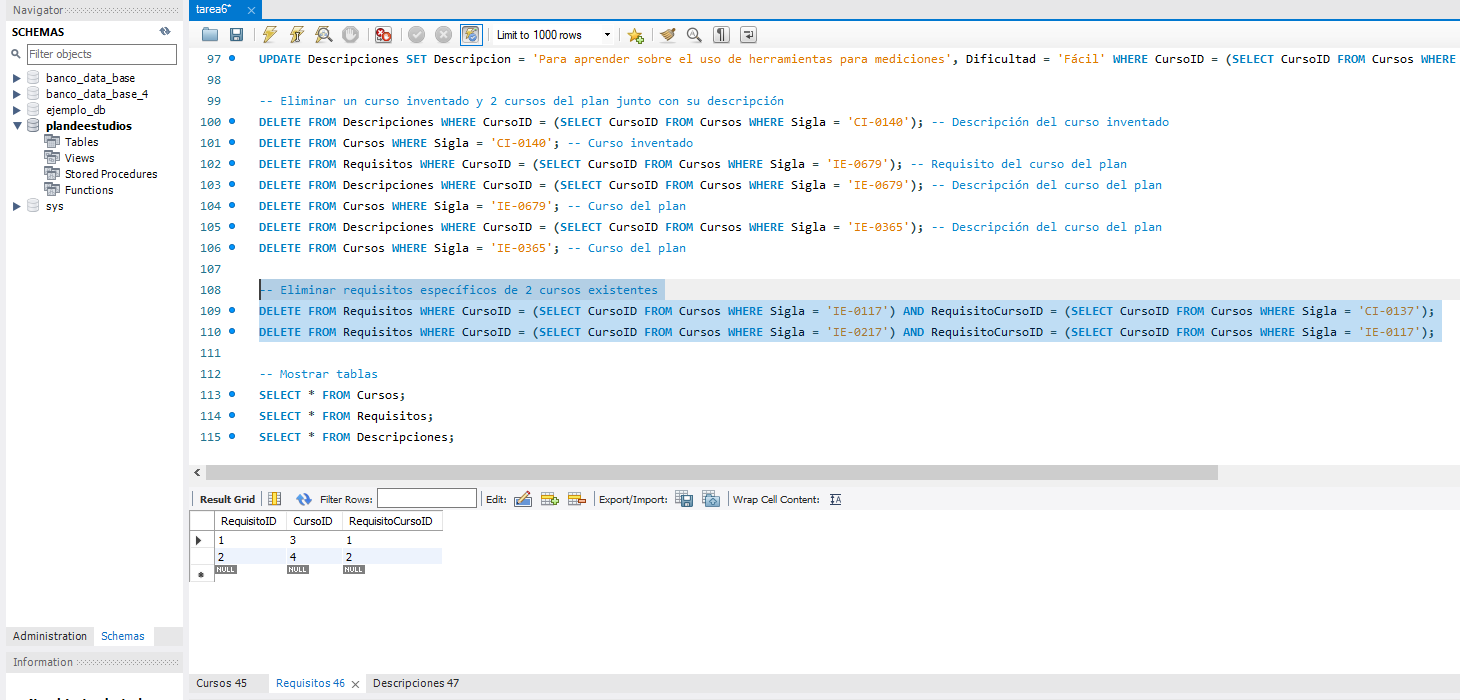 Navigator
SCHEMAS
Filter objects
banco_data_base
banco_data_base_4
ejemplo_db
plandeestudios
Tables
Views
Stored Procedures
Functions
sys
Administration Schemas
Information
tarea6* ×
Limit to 1000 rows
97 UPDATE Descripciones SET Descripcion = 'Para aprender sobre el uso de herramientas para mediciones', Dificultad = 'Fácil' WHERE CursoID = (SELECT CursoID FROM Cursos WHERE
98
99 -- Eliminar un curso inventado y 2 cursos del plan junto con su descripción
100 DELETE FROM Descripciones WHERE CursoID = (SELECT CursoID FROM Cursos WHERE Sigla = 'CI-0140'); -- Descripción del curso inventado
101 DELETE FROM Cursos WHERE Sigla = 'CI-0140'; -- Curso inventado
102 DELETE FROM Requisitos WHERE CursoID = (SELECT CursoID FROM Cursos WHERE Sigla = 'IE-0679'); -- Requisito del curso del plan
103 DELETE FROM Descripciones WHERE CursoID = (SELECT CursoID FROM Cursos WHERE Sigla = 'IE-0679'); -- Descripción del curso del plan
104 DELETE FROM Cursos WHERE Sigla = 'IE-0679'; -- Curso del plan
105 DELETE FROM Descripciones WHERE CursoID = (SELECT CursoID FROM Cursos WHERE Sigla = 'IE-0365'); -- Descripción del curso del plan
106 DELETE FROM Cursos WHERE Sigla = 'IE-0365'; -- Curso del plan
107
108 -- Eliminar requisitos específicos de 2 cursos existentes
109 DELETE FROM Requisitos WHERE CursoID = (SELECT CursoID FROM Cursos WHERE Sigla = 'IE-0117') AND RequisitoCursoID = (SELECT CursoID FROM Cursos WHERE Sigla = 'CI-0137');
110 DELETE FROM Requisitos WHERE CursoID = (SELECT CursoID FROM Cursos WHERE Sigla = 'IE-0217') AND RequisitoCursoID = (SELECT CursoID FROM Cursos WHERE Sigla = 'IE-0117');
111
112 -- Mostrar tablas
113 SELECT * FROM Cursos;
114 SELECT * FROM Requisitos;
115 SELECT * FROM Descripciones;
Result Grid Filter Rows: Edit: Export/Import: Wrap Cell Content:
RequisitoID CursoID RequisitoCursoID
1 3 1
2 4 2
NULL NULL NULL
Cursos 45 Requisitos 46 × Descripciones 47